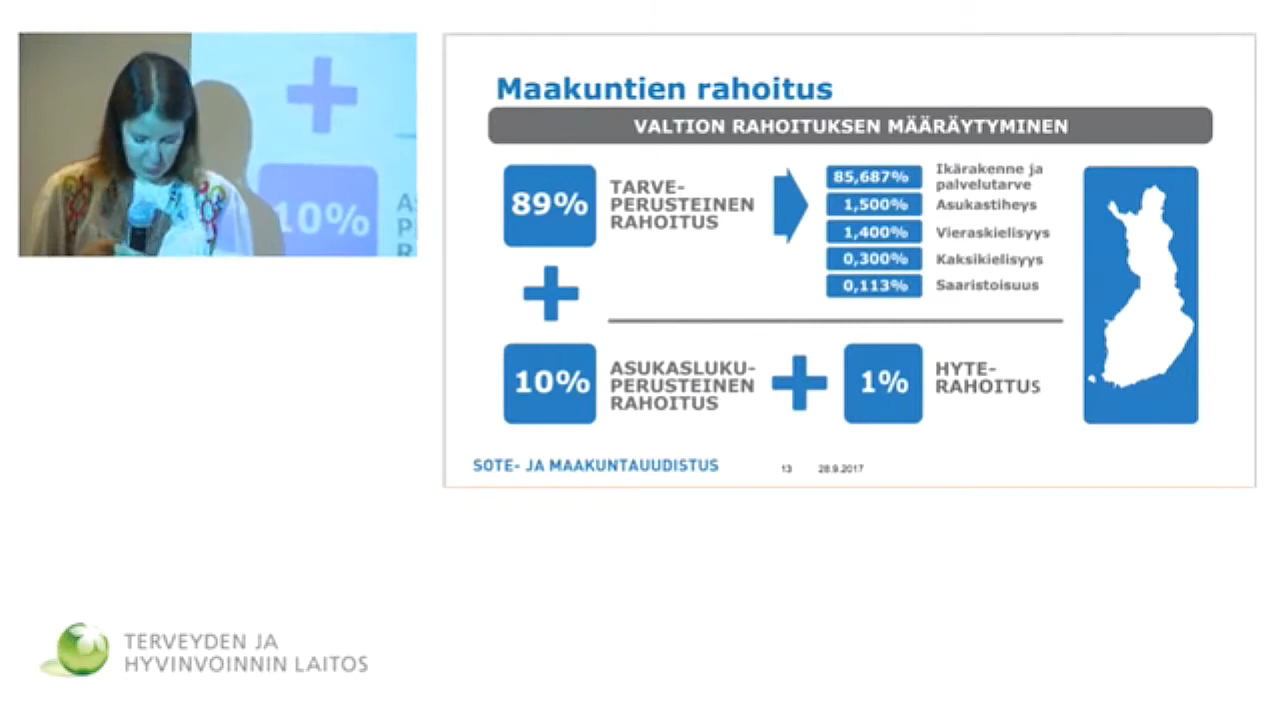 10%
A
P
R
Maakuntien rahoitus
VALTION RAHOITUKSEN MÄÄRÄYTYMINEN
89%
TARVE-
PERUSTEINEN
RAHOITUS
85,687%
Ikärakenne ja
palvelutarve
1,500%
Asukastiheys
1,400%
Vieraskielisyys
0,300%
Kaksikielisyys
0,113%
Saaristoisuus
10%
ASUKASLUKU-
PERUSTEINEN
RAHOITUS
1%
HYTE-
RAHOITUS
SOTE- JA MAAKUNTAUUDISTUS
13 28.9.2017
TERVEYDEN JA
HYVINVOINNIN LAITOS